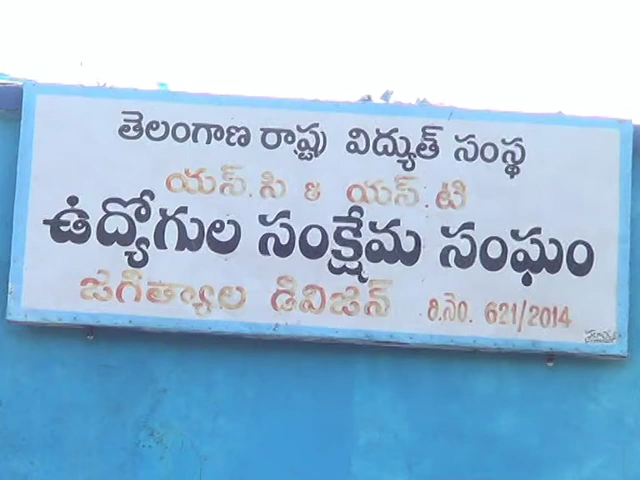 తెలంగాణ రాష్ట్ర విద్యుత్ సంస్థ
యస్.సి & యస్.టి
ఉద్యోగుల సంక్షేమ సంఘం
జగిత్యాల డివిజన్ రి.నెం. 621/2014